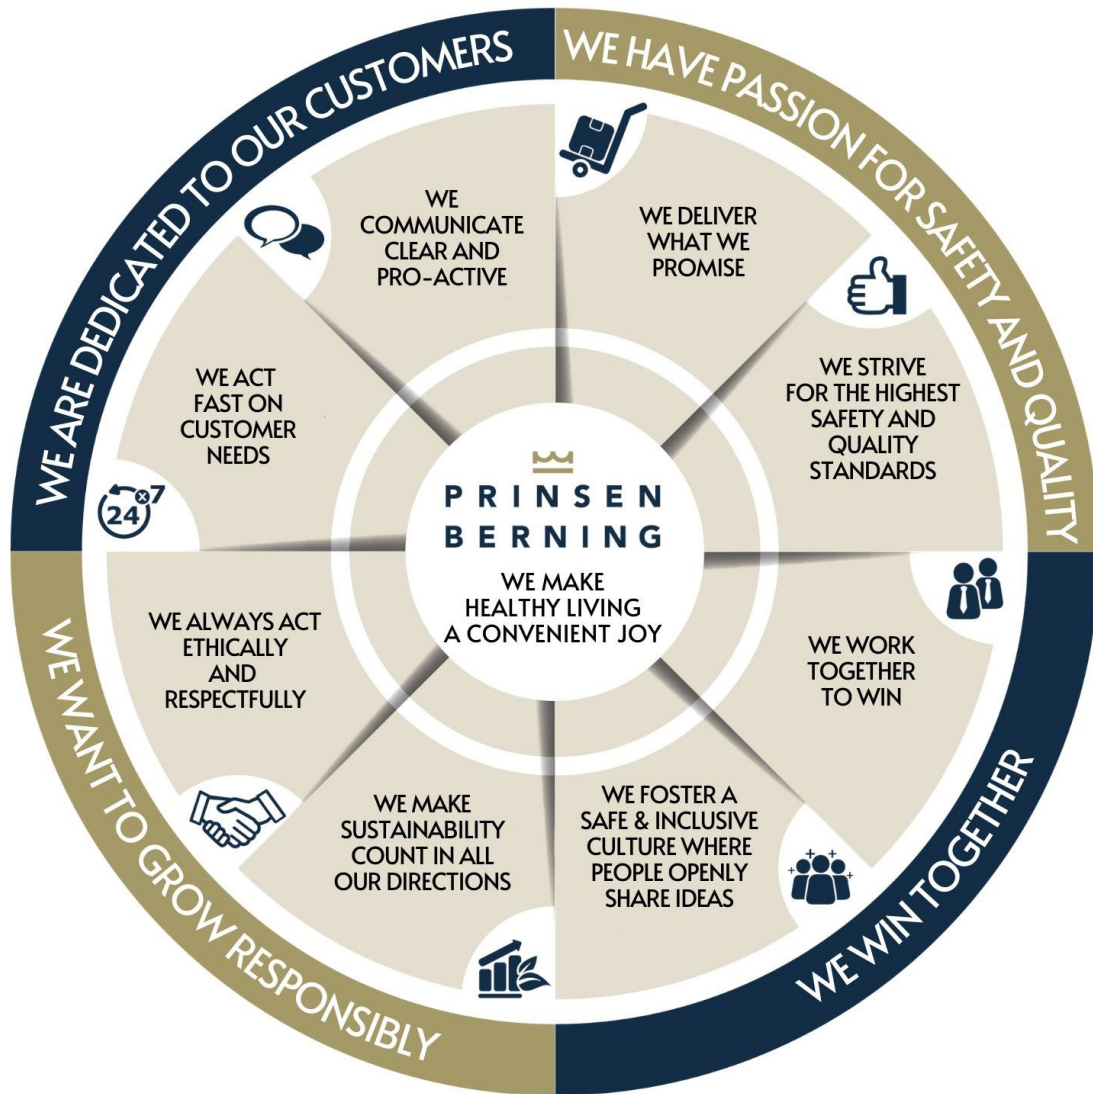 WE ARE DEDICATED TO OUR CUSTOMERS
WE HAVE PASSION FOR SAFETY AND QUALITY
WE
COMMUNICATE
CLEAR AND
PRO-ACTIVE
WE DELIVER
WHAT WE
PROMISE
WE ACT
FAST ON
CUSTOMER
NEEDS
24x7
WE STRIVE
FOR THE HIGHEST
SAFETY AND
QUALITY
STANDARDS
PRINSEN
BERNING
WE MAKE
HEALTHY LIVING
A CONVENIENT JOY
WE ALWAYS ACT
ETHICALLY
AND
RESPECTFULLY
WE WORK
TOGETHER
TO WIN
WE MAKE
SUSTAINABILITY
COUNT IN ALL
OUR DIRECTIONS
WE FOSTER A
SAFE & INCLUSIVE
CULTURE WHERE
PEOPLE OPENLY
SHARE IDEAS
WE WANT TO GROW RESPONSIBLY
WE WIN TOGETHER